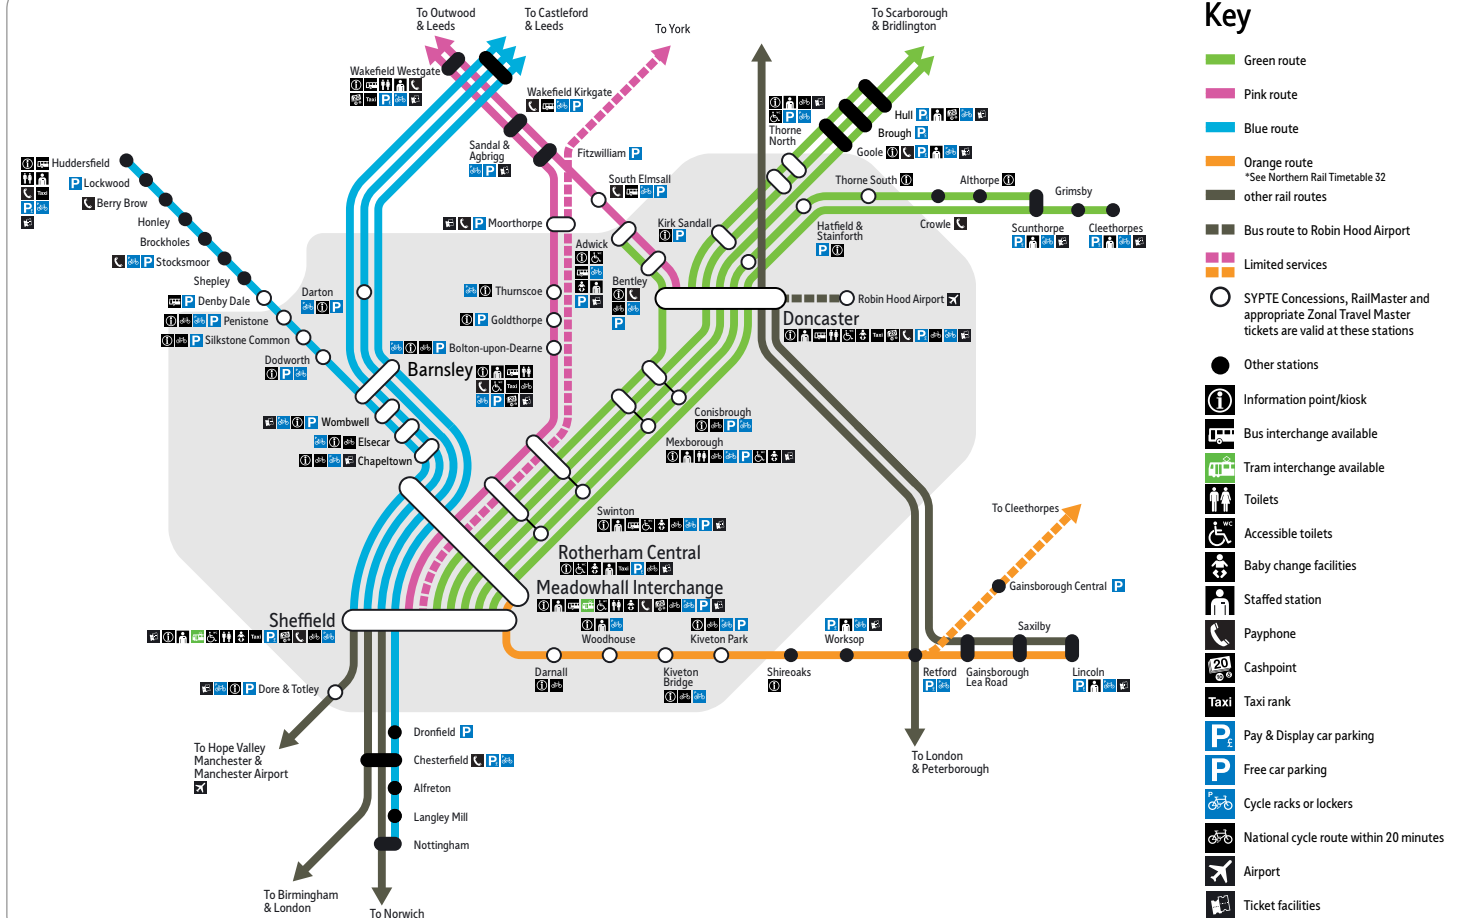 To Outwood
& Leeds
To Castleford
& Leeds
To York
To Scarborough
& Bridlington
Wakefield Westgate
Taxi
Wakefield Kirkgate
Sandal &
Agbrigg
Fitzwilliam
South Elmsall
Moorthorpe
Adwick
Bentley
Kirk Sandall
Thorne
North
Hull
Brough
Goole
Thorne South
Althorpe
Grimsby
Hatfield &
Stainforth
Crowle
Scunthorpe
Cleethorpes
Huddersfield
Taxi
Lockwood
Berry Brow
Honley
Brockholes
Stocksmoor
Shepley
Denby Dale
Penistone
Silkstone Common
Dodworth
Darton
Thurnscoe
Goldthorpe
Bolton-upon-Dearne
Barnsley
Taxi
Robin Hood Airport
Doncaster
Taxi
Wombwell
Elsecar
Chapeltown
Conisbrough
Mexborough
Swinton
Rotherham Central
Taxi
Meadowhall Interchange
Sheffield
Taxi
Woodhouse
Kiveton Park
Worksop
Saxilby
Darnall
Kiveton
Bridge
Shireoaks
Retford
Gainsborough
Lea Road
Lincoln
To Cleethorpes
Gainsborough Central
Dore & Totley
To Hope Valley
Manchester &
Manchester Airport
Dronfield
Chesterfield
Alfreton
Langley Mill
Nottingham
To Birmingham
& London
To Norwich
To London
& Peterborough
Key
Green route
Pink route
Blue route
Orange route
*See Northern Rail Timetable 32
other rail routes
Bus route to Robin Hood Airport
Limited services
SYPTE Concessions, RailMaster and
appropriate Zonal Travel Master
tickets are valid at these stations
Other stations
Information point/kiosk
Bus interchange available
Tram interchange available
Toilets
WC
Accessible toilets
Baby change facilities
Staffed station
Payphone
20
Cashpoint
Taxi
Taxi rank
P£
Pay & Display car parking
P
Free car parking
P
Cycle racks or lockers
National cycle route within 20 minutes
Airport
Ticket facilities